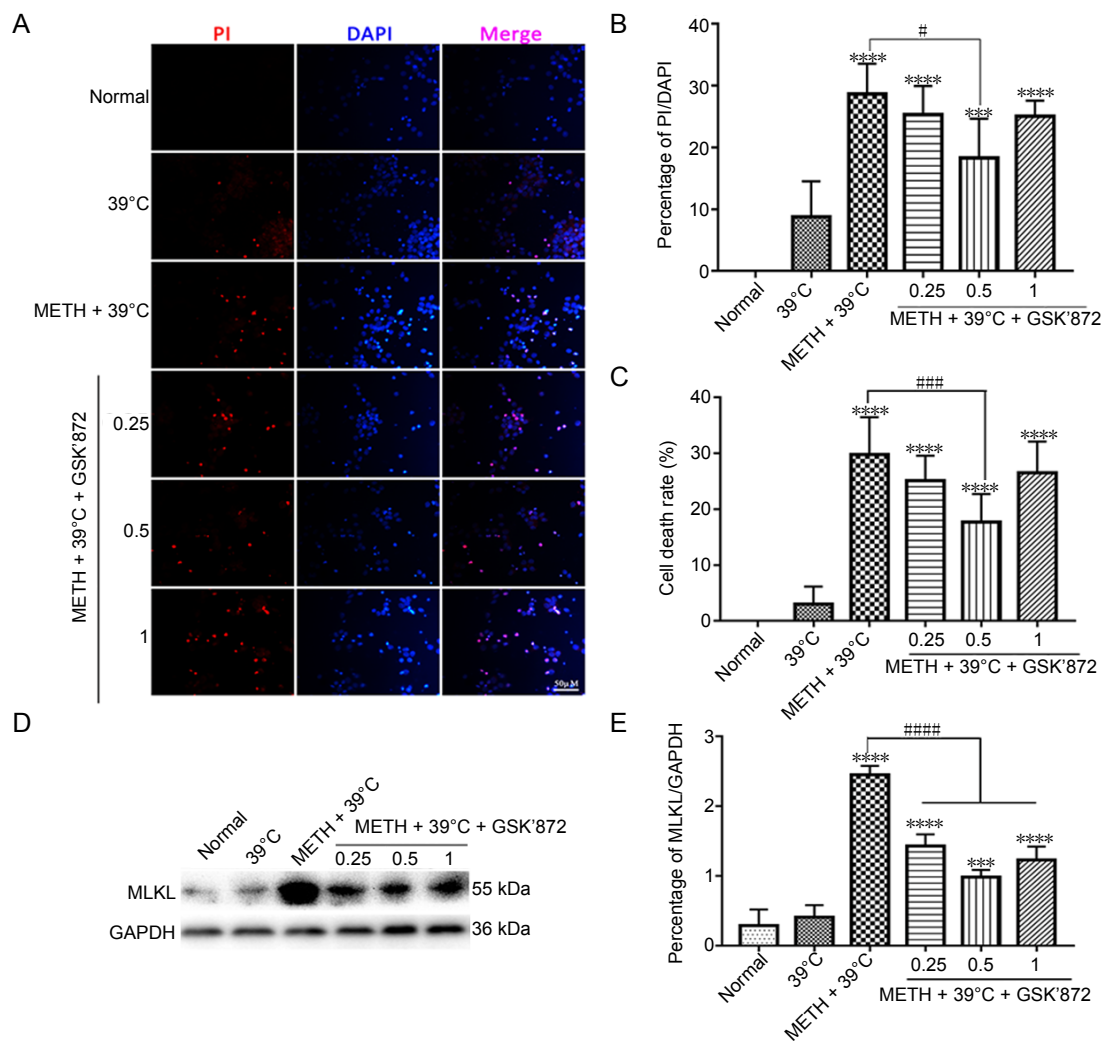 A
PI DAPI Merge
Normal
39°C
METH + 39°C
METH + 39°C + GSK'872
0.25
0.5
1
50μM
B
Percentage of PI/DAPI
40
30
20
10
0
#
****
****
***
****
Normal
39°C
METH + 39°C
0.25 0.5 1
METH + 39°C + GSK'872
C
Cell death rate (%)
40
30
20
10
0
###
****
****
****
****
Normal
39°C
METH + 39°C
0.25 0.5 1
METH + 39°C + GSK'872
D
Normal
39°C
METH + 39°C
METH + 39°C + GSK'872
0.25 0.5 1
MLKL 55 kDa
GAPDH 36 kDa
E
Percentage of MLKL/GAPDH
3
2
1
0
####
****
****
***
****
Normal
39°C
METH + 39°C
0.25 0.5 1
METH + 39°C + GSK'872